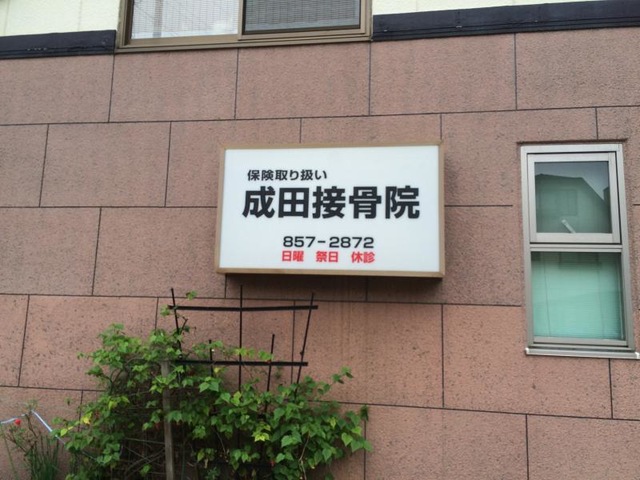 保険取り扱い
成田接骨院
857-2872
日曜 祭日 休診